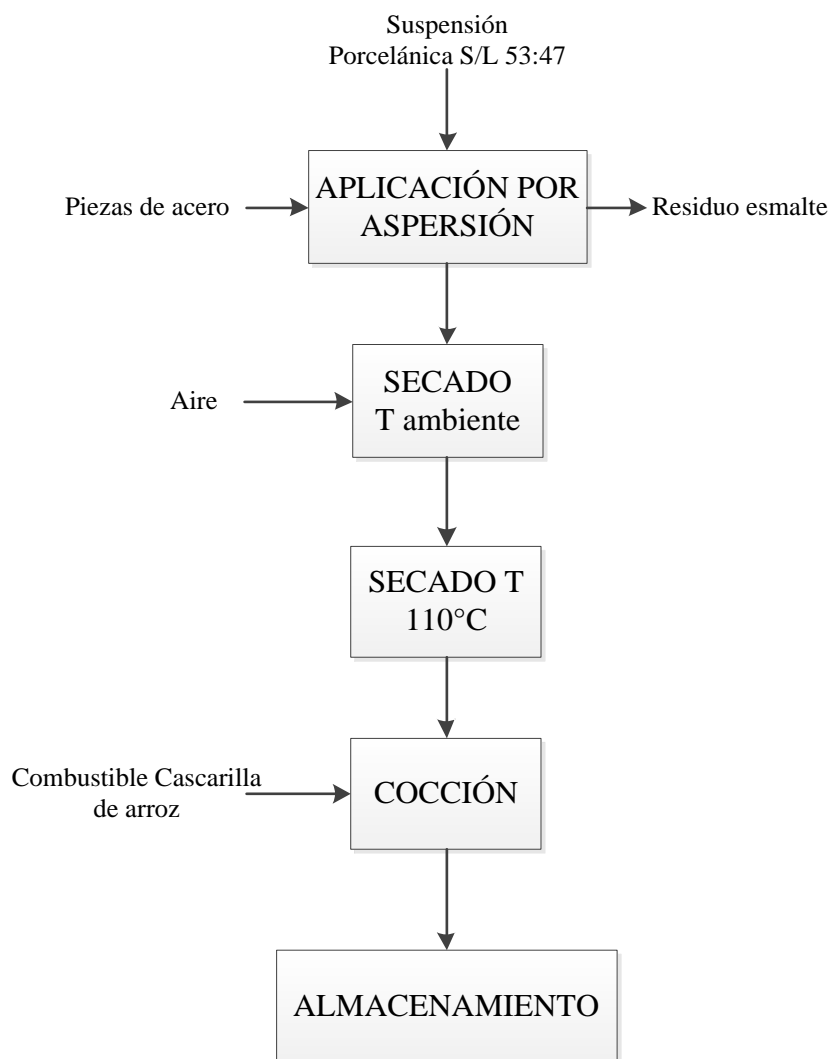 Suspensión
Porcelánica S/L 53:47
APLICACIÓN POR
ASPERSIÓN
Piezas de acero
Residuo esmalte
SECADO
T ambiente
Aire
SECADO T
110°C
Combustible Cascarilla
de arroz
COCCIÓN
ALMACENAMIENTO